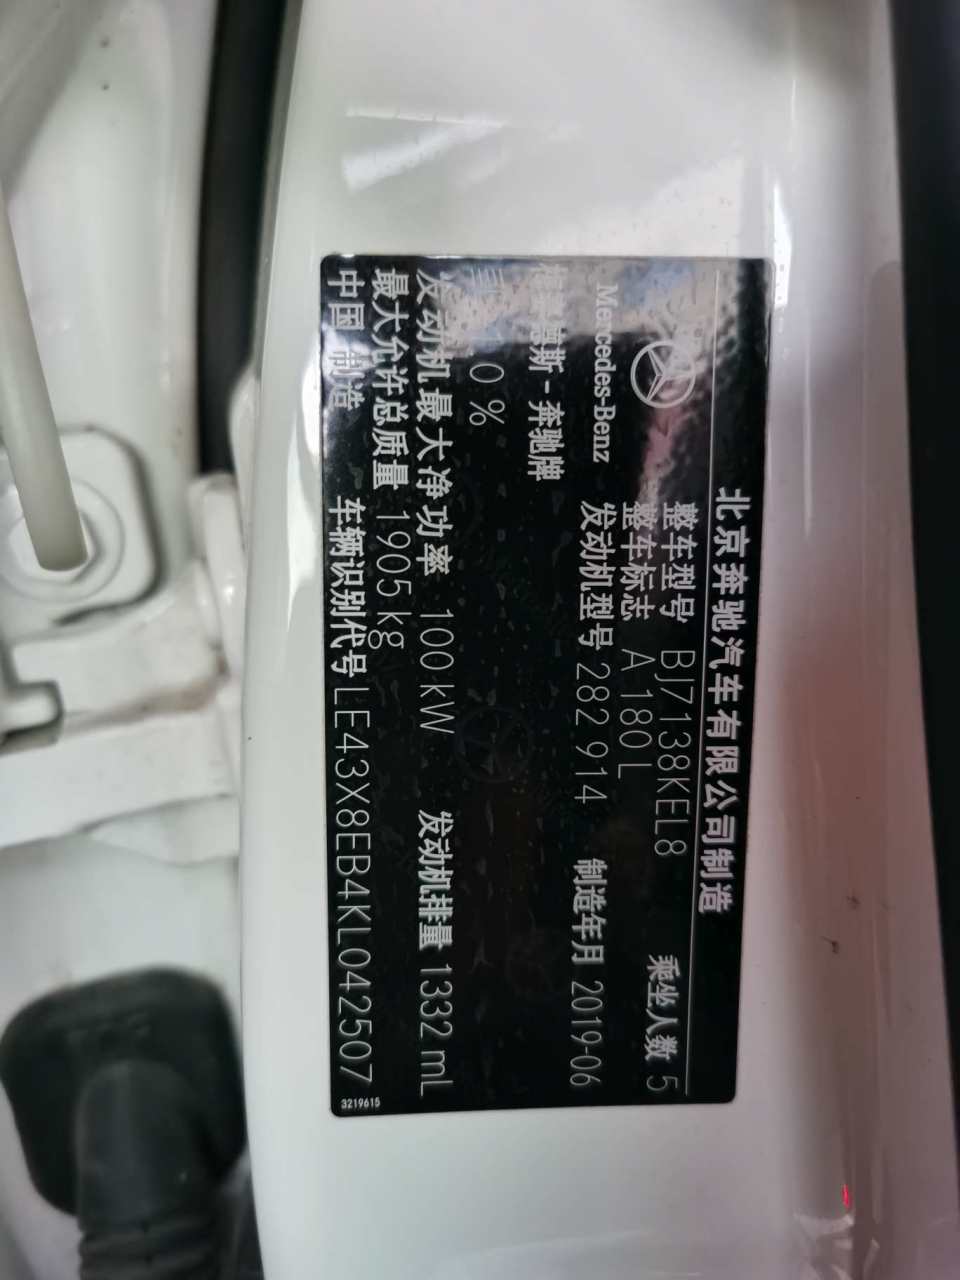 北京奔驰汽车有限公司制造
Mercedes-Benz
整车型号 BJ7138KEL8 乘坐人数 5
整车标志 A 180 L
发动机型号 282 914 制造年月 2019-06
斯-奔驰牌
0 %
发动机最大净功率 100 kW 发动机排量 1332 mL
最大允许总质量 1905 kg
中国 制造 车辆识别代号 LE43X8EB4KL042507
3219615